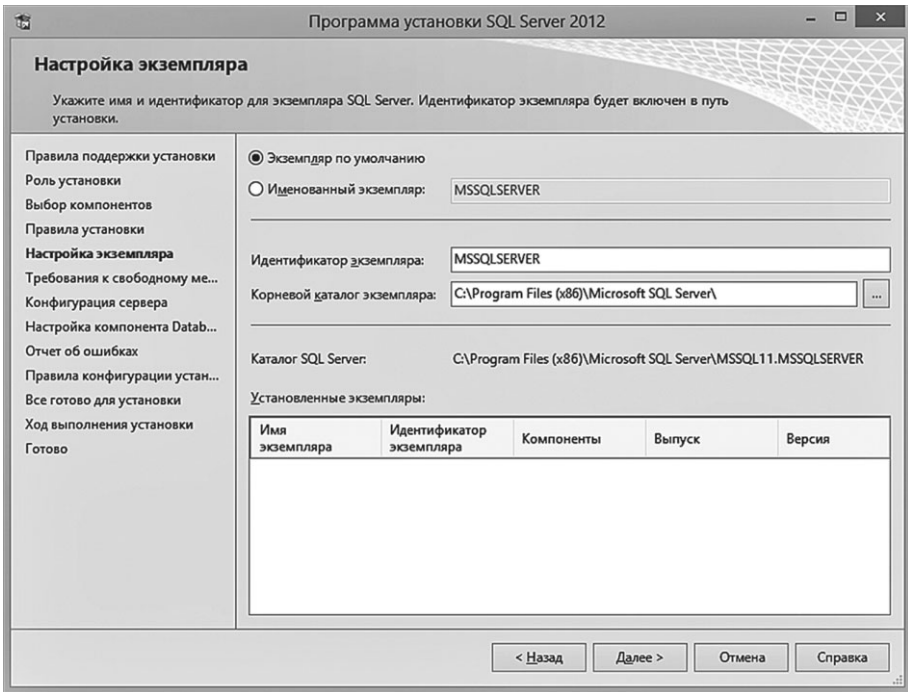 Программа установки SQL Server 2012
Настройка экземпляра
Укажите имя и идентификатор для экземпляра SQL Server. Идентификатор экземпляра будет включен в путь
установки.
Правила поддержки установки
Роль установки
Выбор компонентов
Правила установки
Настройка экземпляра
Требования к свободному ме...
Конфигурация сервера
Настройка компонента Datab...
Отчет об ошибках
Правила конфигурации устан...
Все готово для установки
Ход выполнения установки
Готово
Экземпляр по умолчанию
Именованный экземпляр: MSSQLSERVER
Идентификатор экземпляра: MSSQLSERVER
Корневой каталог экземпляра: C:\Program Files (x86)\Microsoft SQL Server\ ...
Каталог SQL Server: C:\Program Files (x86)\Microsoft SQL Server\MSSQL11.MSSQLSERVER
Установленные экземпляры:
Имя экземпляра Идентификатор экземпляра Компоненты Выпуск Версия
< Назад Далее > Отмена Справка